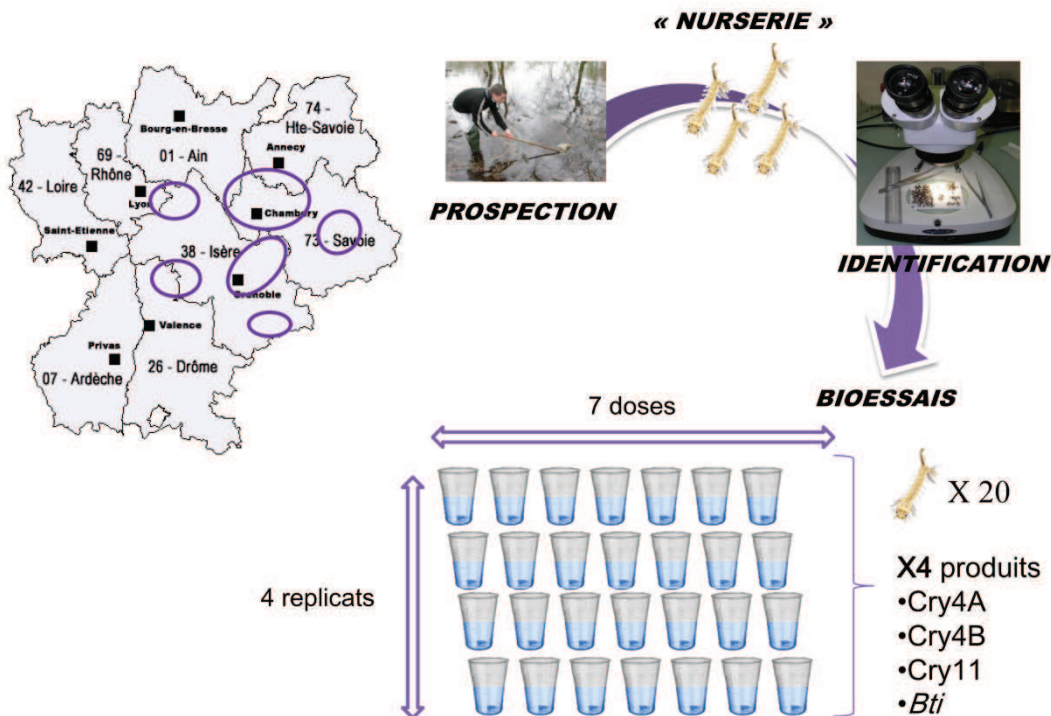 « NURSERIE »
74 -
Hte-Savoie
Bourg-en-Bresse
01 - Ain
Annecy
69 -
Rhône
42 - Loire
Lyon
Chambéry
PROSPECTION
Saint-Etienne
38 - Isère
73 - Savoie
IDENTIFICATION
Grenoble
Valence
Privas
26 - Drôme
07 - Ardèche
BIOESSAIS
7 doses
X 20
4 replicats
X4 produits
•Cry4A
•Cry4B
•Cry11
•Bti